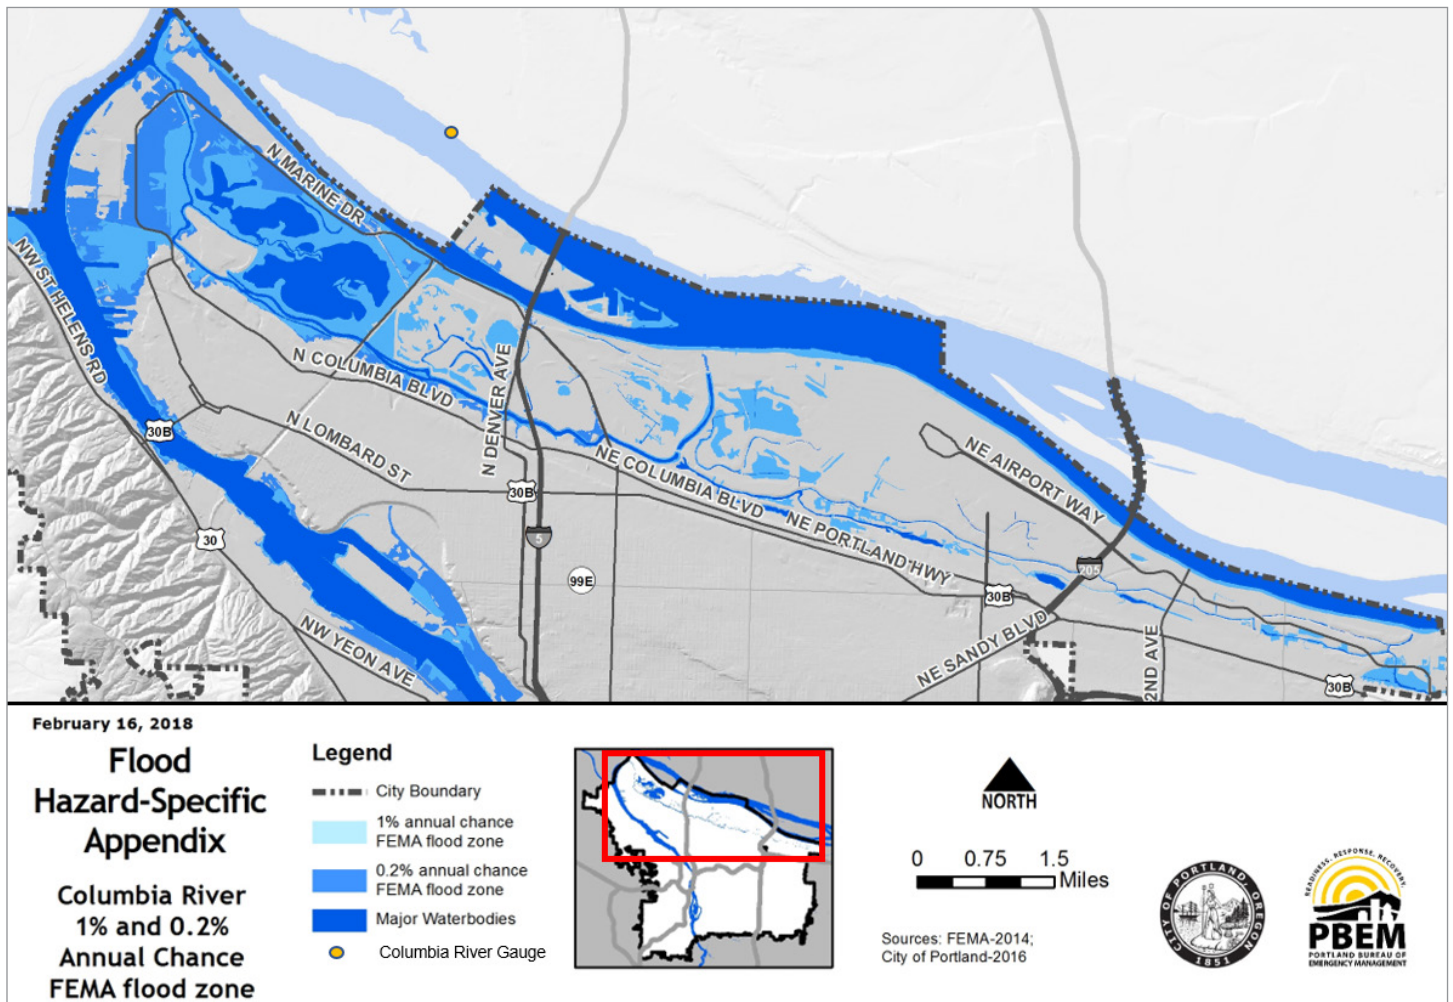 N MARINE DR
NW ST HELENS RD
N COLUMBIA BLVD
N DENVER AVE
N LOMBARD ST
30B
NE COLUMBIA BLVD
NE AIRPORT WAY
30B
NE PORTLAND HWY
30
5
99E
205
30B
NW YEON AVE
NE SANDY BLVD
2ND AVE
30B
February 16, 2018
Flood
Hazard-Specific
Appendix
Columbia River
1% and 0.2%
Annual Chance
FEMA flood zone
Legend
City Boundary
1% annual chance
FEMA flood zone
0.2% annual chance
FEMA flood zone
Major Waterbodies
Columbia River Gauge
NORTH
0 0.75 1.5
Miles
Sources: FEMA-2014;
City of Portland-2016
CITY OF PORTLAND, OREGON
1851
READINESS. RESPONSE. RECOVERY.
PBEM
PORTLAND BUREAU OF
EMERGENCY MANAGEMENT